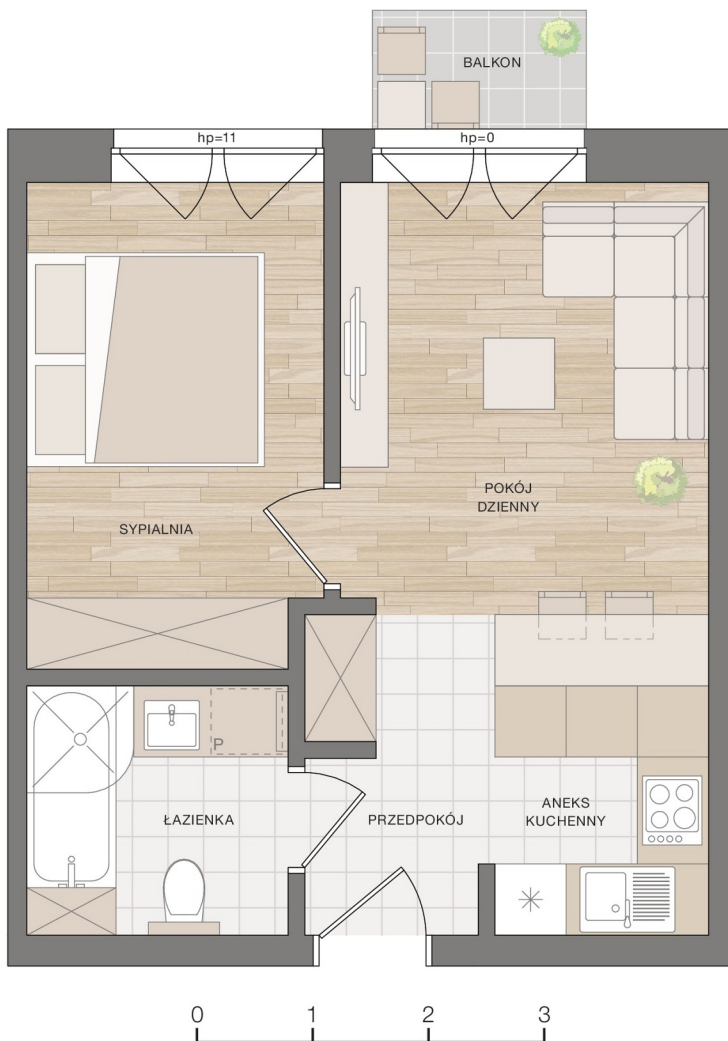 BALKON
hp=11
hp=0
POKÓJ
DZIENNY
SYPIALNIA
P
ŁAZIENKA
PRZEDPOKÓJ
ANEKS
KUCHENNY
0 1 2 3